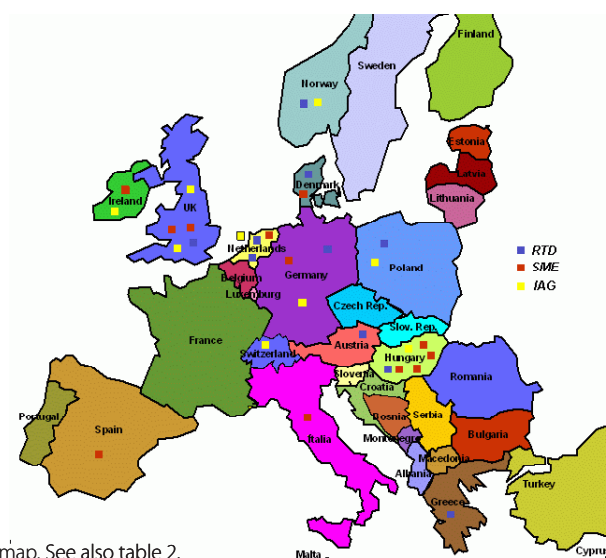 Finland
Sweden
Norway
Estonia
Latvia
Denmark
Lithuania
Ireland
UK
Netherlands
RTD
Poland
SME
Germany
Belgium
IAG
Luxemburg
Czech Rep.
Slov. Rep.
France
Austria
Switzerland
Hungary
Slovenia
Romania
Croatia
Portugal
Bosnia
Serbia
Spain
Italia
Montenegro
Bulgaria
Macedonia
Albania
Turkey
Greece
Malta
Cypru
map. See also table 2.